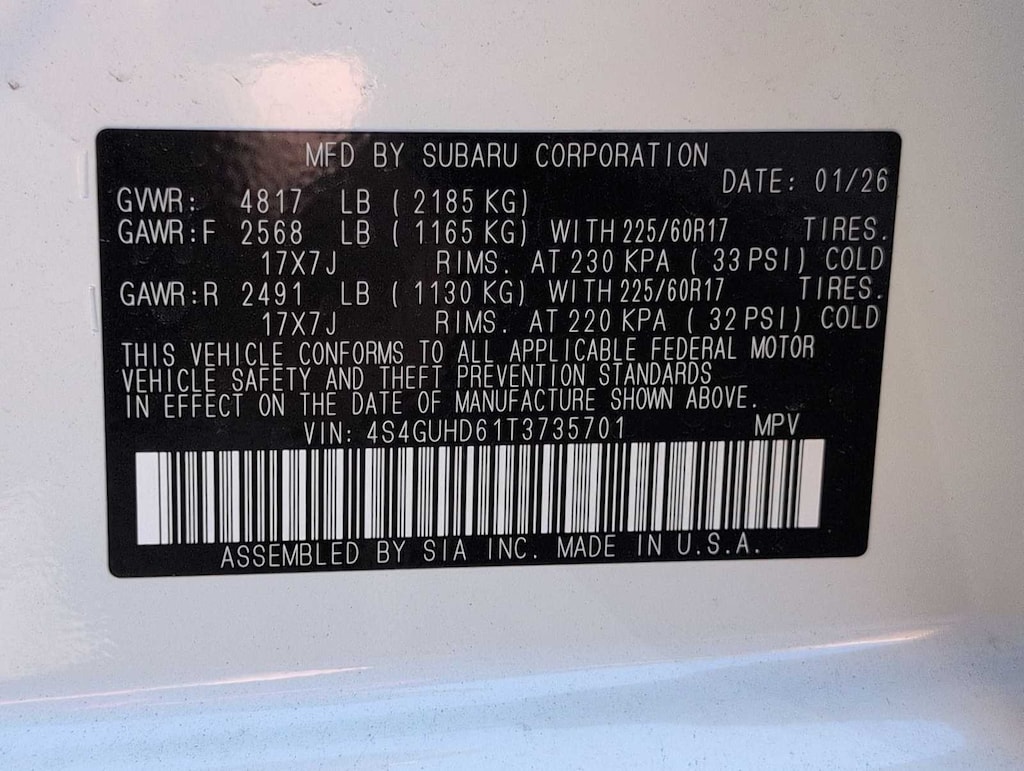 MFD BY SUBARU CORPORATION
DATE: 01/26
GVWR: 4817 LB ( 2185 KG)
GAWR:F 2568 LB ( 1165 KG) WITH 225/60R17 TIRES.
17X7J RIMS. AT 230 KPA ( 33 PSI) COLD
GAWR:R 2491 LB ( 1130 KG) WITH 225/60R17 TIRES.
17X7J RIMS. AT 220 KPA ( 32 PSI) COLD
THIS VEHICLE CONFORMS TO ALL APPLICABLE FEDERAL MOTOR
VEHICLE SAFETY AND THEFT PREVENTION STANDARDS
IN EFFECT ON THE DATE OF MANUFACTURE SHOWN ABOVE.
VIN: 4S4GUHD61T3735701 MPV
ASSEMBLED BY SIA INC. MADE IN U.S.A.